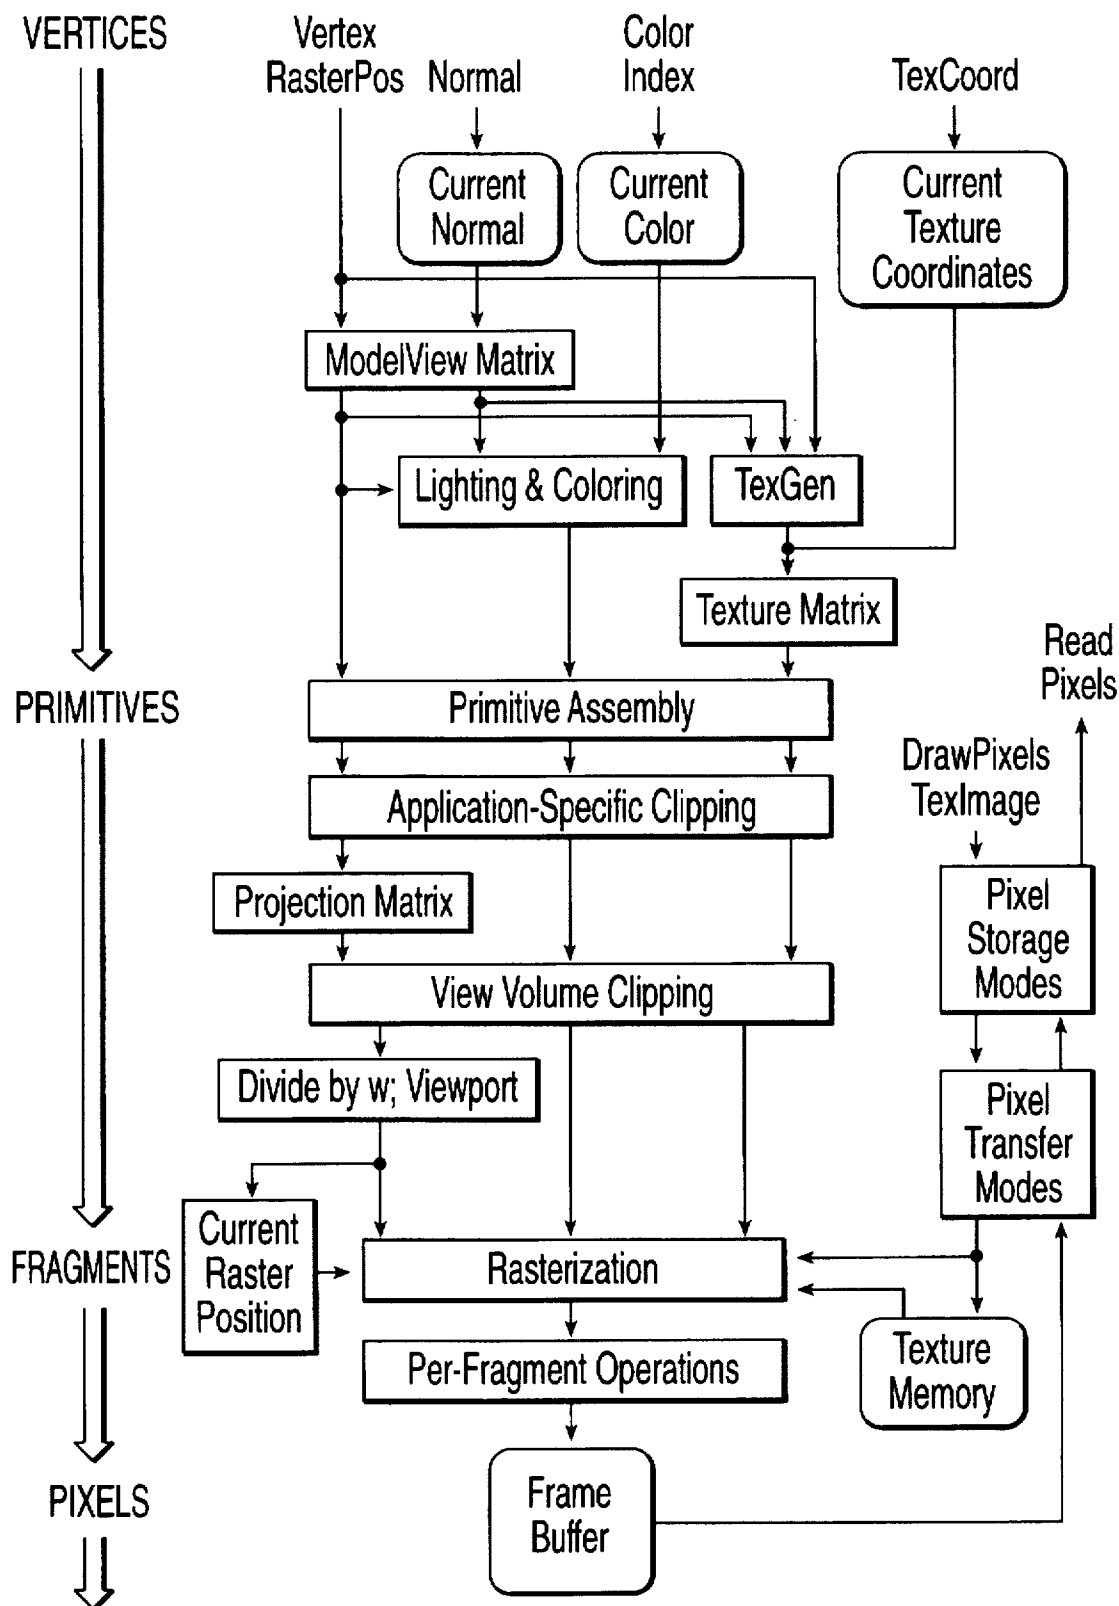 VERTICES
Vertex
RasterPos
Normal
Color
Index
TexCoord
Current
Normal
Current
Color
Current
Texture
Coordinates
ModelView Matrix
Lighting & Coloring
TexGen
Texture Matrix
PRIMITIVES
Primitive Assembly
Read
Pixels
DrawPixels
TexImage
Application-Specific Clipping
Projection Matrix
Pixel
Storage
Modes
View Volume Clipping
Divide by w; Viewport
Pixel
Transfer
Modes
FRAGMENTS
Current
Raster
Position
Rasterization
Per-Fragment Operations
Texture
Memory
PIXELS
Frame
Buffer